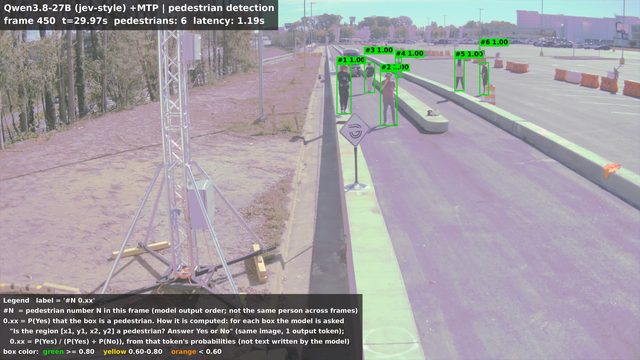 Qwen3.8-27B (jev-style) +MTP | pedestrian detection
frame 450  t=29.97s  pedestrians: 6  latency: 1.19s
#6 1.00
#3 1.00
#4 1.00
#5 1.00
#1 1.00
#2 1.00
Legend   label = '#N 0.xx'
#N  = pedestrian number N in this frame (model output order; not the same person across frames)
0.xx = P(Yes) that the box is a pedestrian. How it is computed: for each box the model is asked
"Is the region [x1, y1, x2, y2] a pedestrian? Answer Yes or No" (same image, 1 output token);
0.xx = P(Yes) / (P(Yes) + P(No)), from that token's probabilities (not text written by the model)
box color:  green >= 0.80   yellow 0.60-0.80   orange < 0.60